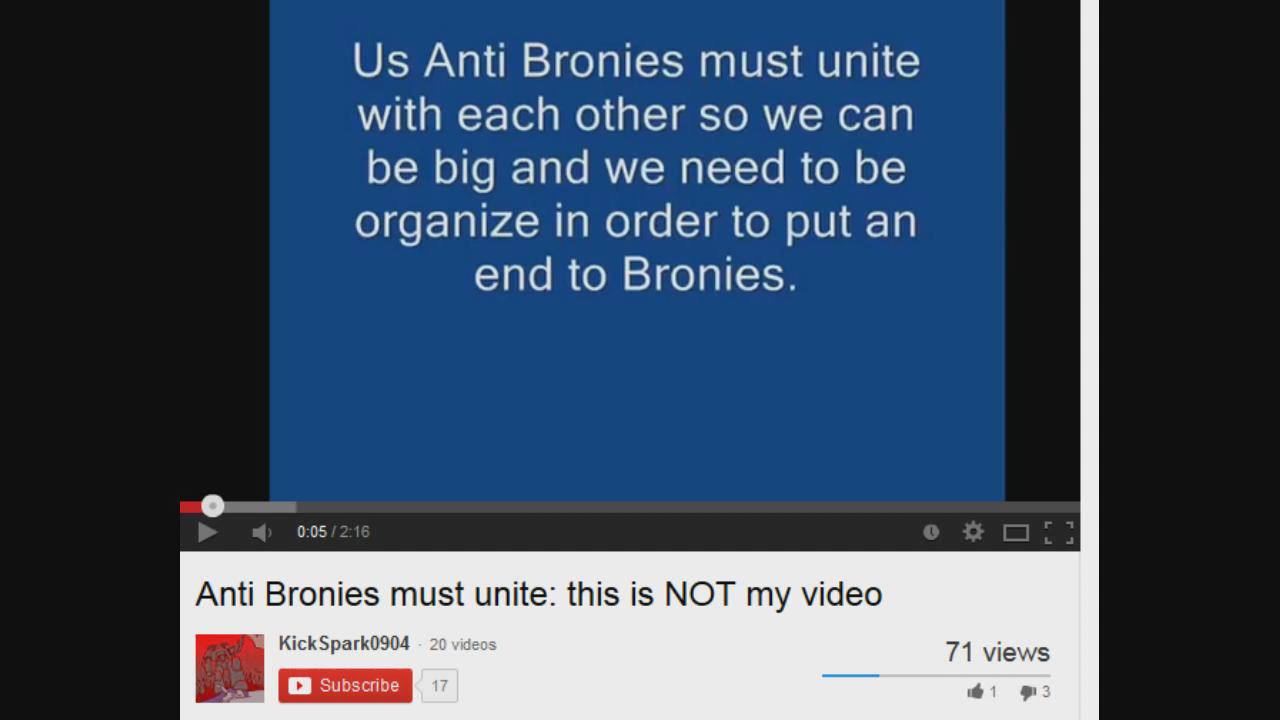 Us Anti Bronies must unite
with each other so we can
be big and we need to be
organize in order to put an
end to Bronies.
0:05 / 2:16
Anti Bronies must unite: this is NOT my video
KickSpark0904 · 20 videos
Subscribe 17
71 views
1 3